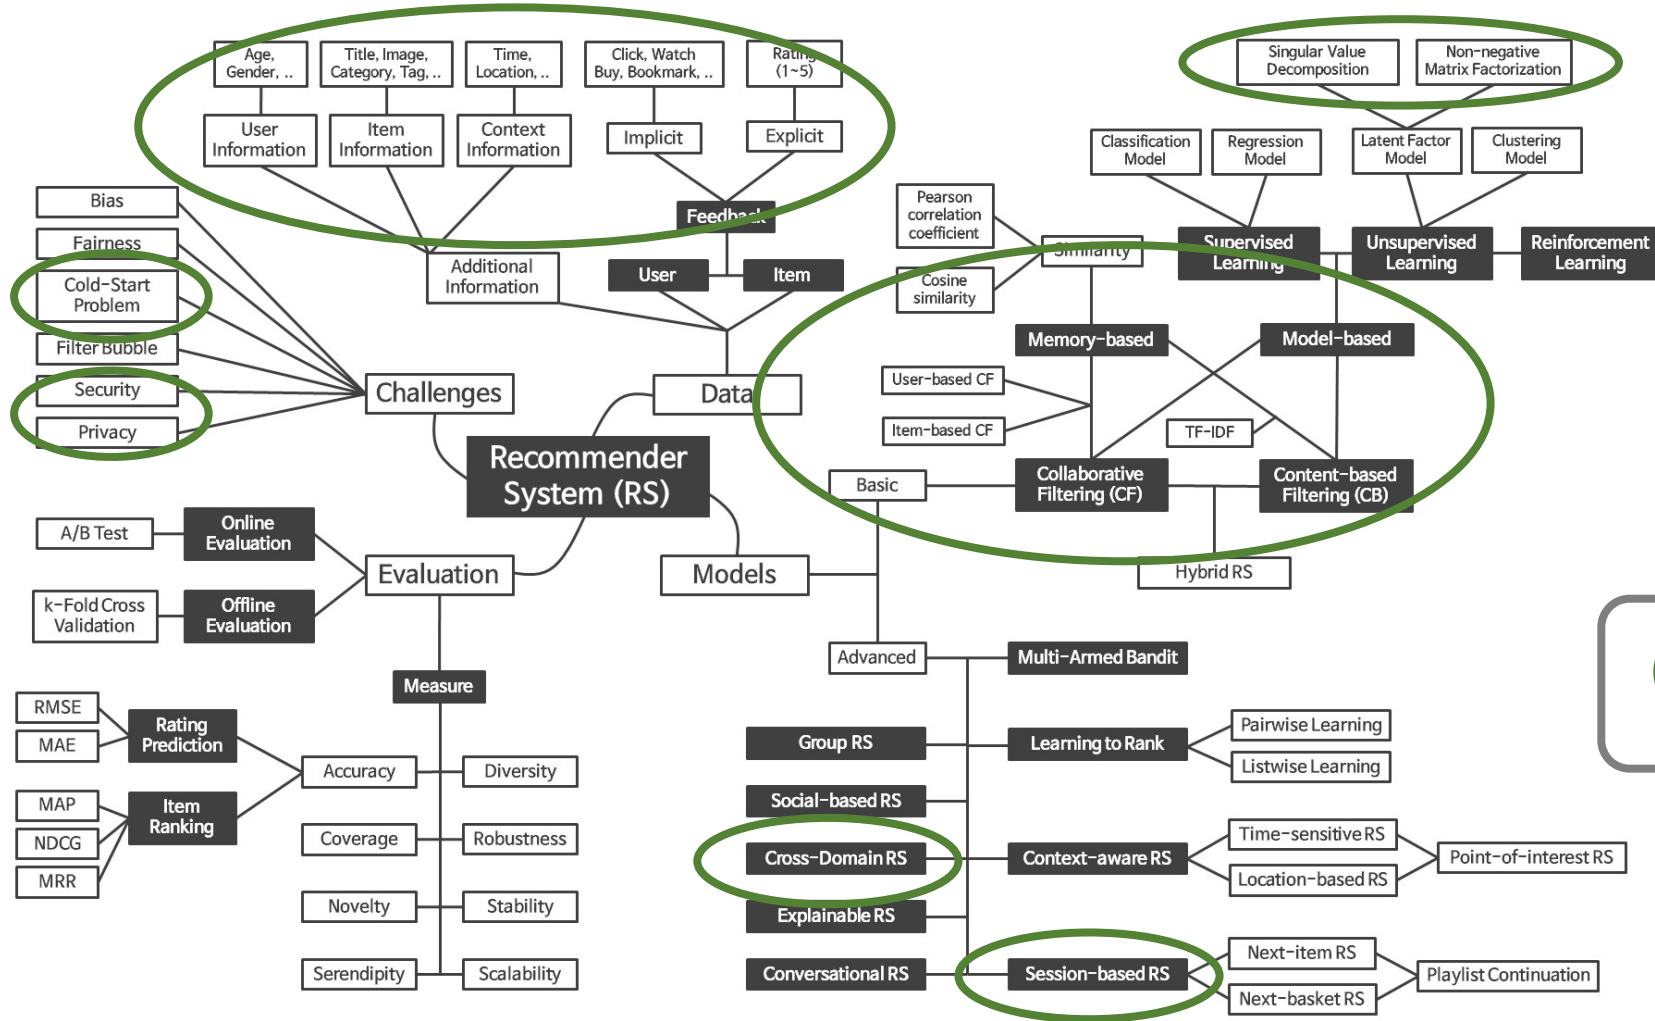 Age,
Gender, ..
Title, Image,
Category, Tag, ..
Time,
Location, ..
Click, Watch
Buy, Bookmark, ..
Rating
(1~5)
User
Information
Item
Information
Context
Information
Implicit
Explicit
Feedback
Additional
Information
User
Item
Data
Singular Value
Decomposition
Non-negative
Matrix Factorization
Classification
Model
Regression
Model
Latent Factor
Model
Clustering
Model
Pearson
correlation
coefficient
Cosine
similarity
Similarity
Supervised
Learning
Unsupervised
Learning
Reinforcement
Learning
Memory-based
Model-based
User-based CF
Item-based CF
TF-IDF
Basic
Collaborative
Filtering (CF)
Content-based
Filtering (CB)
Hybrid RS
Bias
Fairness
Cold-Start
Problem
Filter Bubble
Security
Privacy
Challenges
Recommender
System (RS)
A/B Test
Online
Evaluation
k-Fold Cross
Validation
Offline
Evaluation
Evaluation
Models
Measure
RMSE
MAE
Rating
Prediction
MAP
NDCG
MRR
Item
Ranking
Accuracy
Diversity
Coverage
Robustness
Novelty
Stability
Serendipity
Scalability
Advanced
Multi-Armed Bandit
Group RS
Learning to Rank
Pairwise Learning
Listwise Learning
Social-based RS
Cross-Domain RS
Context-aware RS
Time-sensitive RS
Location-based RS
Point-of-interest RS
Explainable RS
Conversational RS
Session-based RS
Next-item RS
Next-basket RS
Playlist Continuation